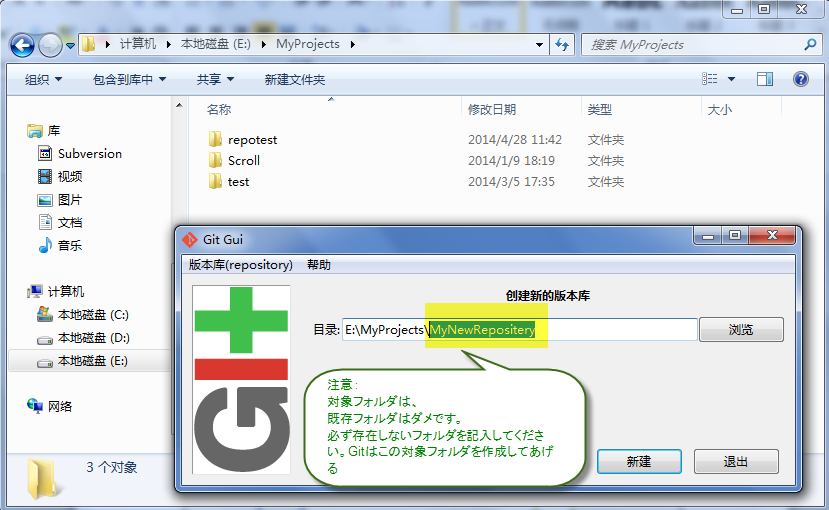 计算机 本地磁盘 (E:) MyProjects
搜索 MyProjects
组织 包含到库中 共享 新建文件夹
名称 修改日期 类型 大小
库
Subversion
视频
图片
文档
音乐
计算机
本地磁盘 (C:)
本地磁盘 (D:)
本地磁盘 (E:)
网络
repotest 2014/4/28 11:42 文件夹
Scroll 2014/1/9 18:19 文件夹
test 2014/3/5 17:35 文件夹
3 个对象
Git Gui
版本库(repository) 帮助
GIT
创建新的版本库
目录: E:\MyProjects\MyNewRepositery 浏览
注意：
対象フォルダは、
既存フォルダはダメです。
必ず存在しないフォルダを記入してくださ
い。Gitはこの対象フォルダを作成してあげ
る
新建 退出